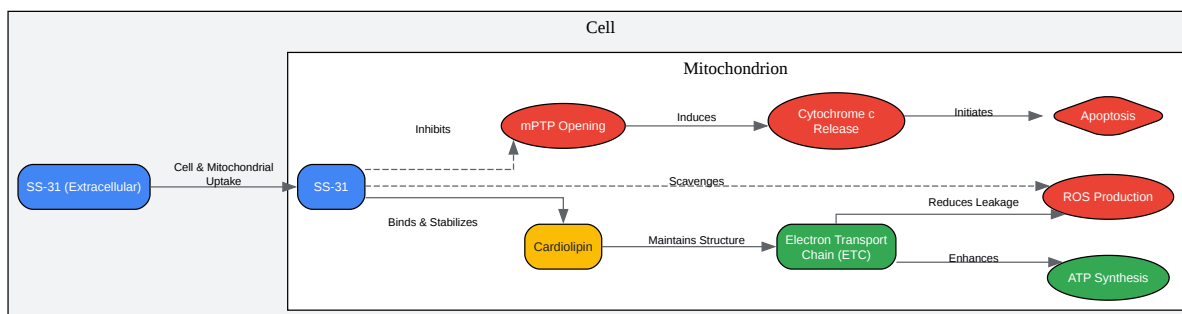 Cell
Mitochondrion
mPTP Opening
Induces
Cytochrome c
Release
Initiates
Apoptosis
Inhibits
SS-31 (Extracellular)
Cell & Mitochondrial
Uptake
SS-31
Scavenges
ROS Production
Reduces Leakage
Binds & Stabilizes
Cardiolipin
Maintains Structure
Electron Transport
Chain (ETC)
Enhances
ATP Synthesis